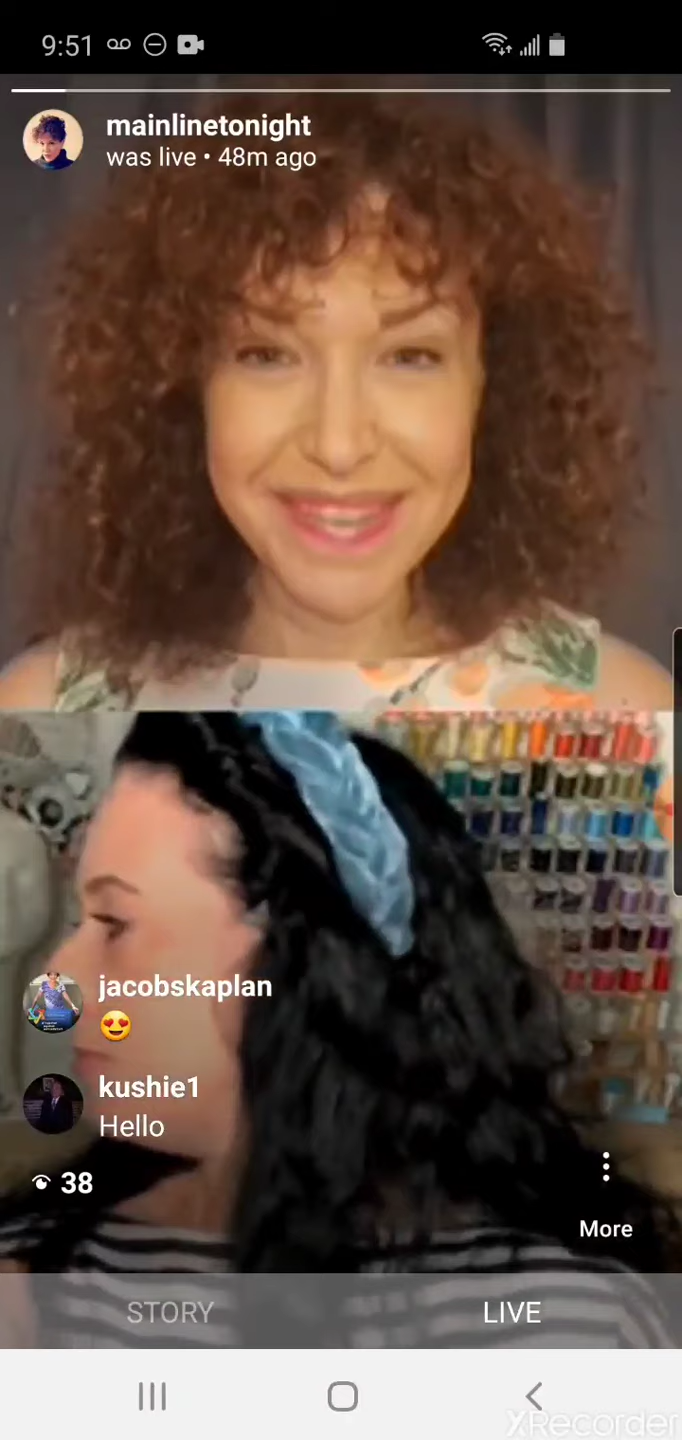 9:51
mainlinetonight
was live • 48m ago
jacobskaplan
😍
kushie1
Hello
38
More
STORY LIVE
XRecorder